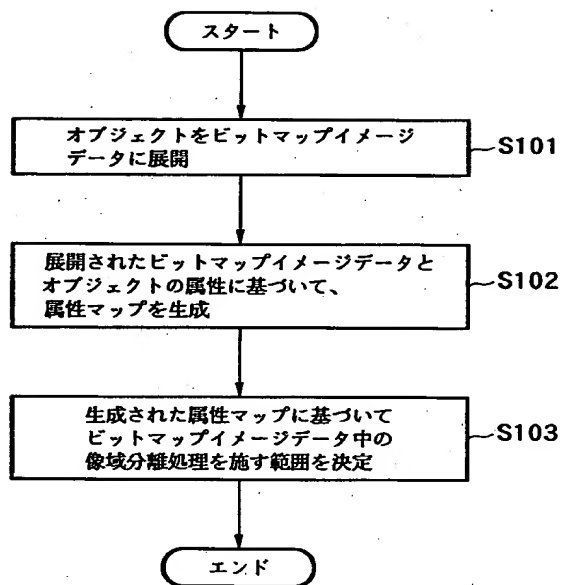 スタート
オブジェクトをビットマップイメージ
データに展開
S101
展開されたビットマップイメージデータと
オブジェクトの属性に基づいて、
属性マップを生成
S102
生成された属性マップに基づいて
ビットマップイメージデータ中の
像域分離処理を施す範囲を決定
S103
エンド